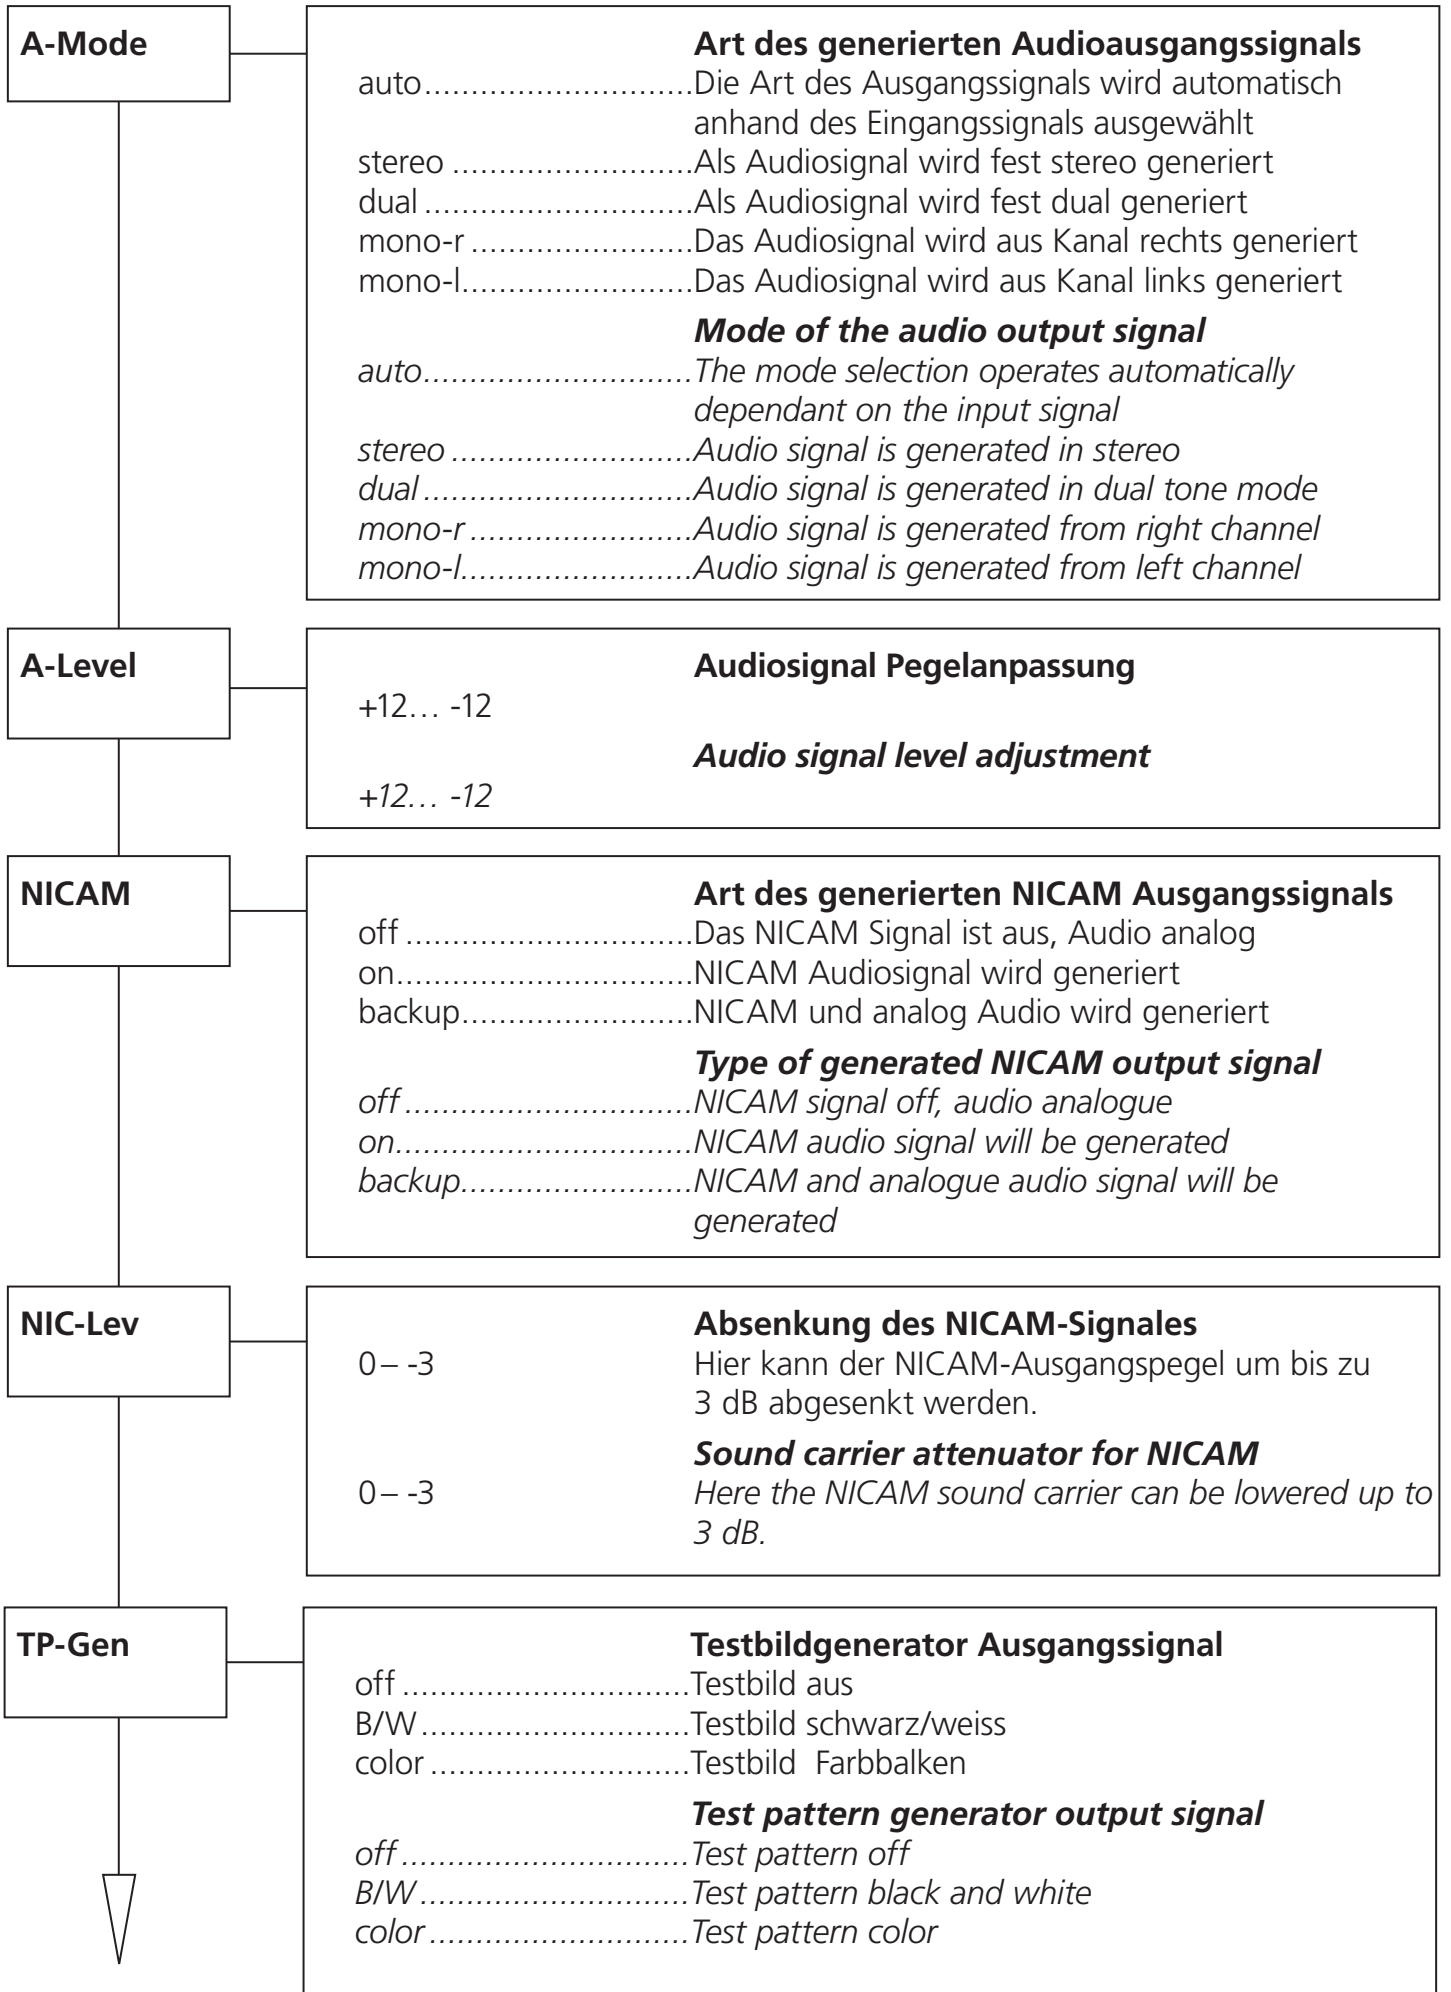 A-Mode
Art des generierten Audioausgangssignals
auto.............................Die Art des Ausgangssignals wird automatisch
anhand des Eingangssignals ausgewählt
stereo ..........................Als Audiosignal wird fest stereo generiert
dual .............................Als Audiosignal wird fest dual generiert
mono-r ........................Das Audiosignal wird aus Kanal rechts generiert
mono-l.........................Das Audiosignal wird aus Kanal links generiert
Mode of the audio output signal
auto.............................The mode selection operates automatically
dependant on the input signal
stereo ..........................Audio signal is generated in stereo
dual .............................Audio signal is generated in dual tone mode
mono-r ........................Audio signal is generated from right channel
mono-l.........................Audio signal is generated from left channel
A-Level
Audiosignal Pegelanpassung
+12... -12
Audio signal level adjustment
+12... -12
NICAM
Art des generierten NICAM Ausgangssignals
off ...............................Das NICAM Signal ist aus, Audio analog
on................................NICAM Audiosignal wird generiert
backup.........................NICAM und analog Audio wird generiert
Type of generated NICAM output signal
off ...............................NICAM signal off, audio analogue
on................................NICAM audio signal will be generated
backup.........................NICAM and analogue audio signal will be
generated
NIC-Lev
Absenkung des NICAM-Signales
0 – -3 Hier kann der NICAM-Ausgangspegel um bis zu
3 dB abgesenkt werden.
Sound carrier attenuator for NICAM
0 – -3 Here the NICAM sound carrier can be lowered up to
3 dB.
TP-Gen
Testbildgenerator Ausgangssignal
off ...............................Testbild aus
B/W .............................Testbild schwarz/weiss
color ............................Testbild  Farbbalken
Test pattern generator output signal
off ...............................Test pattern off
B/W .............................Test pattern black and white
color ............................Test pattern color